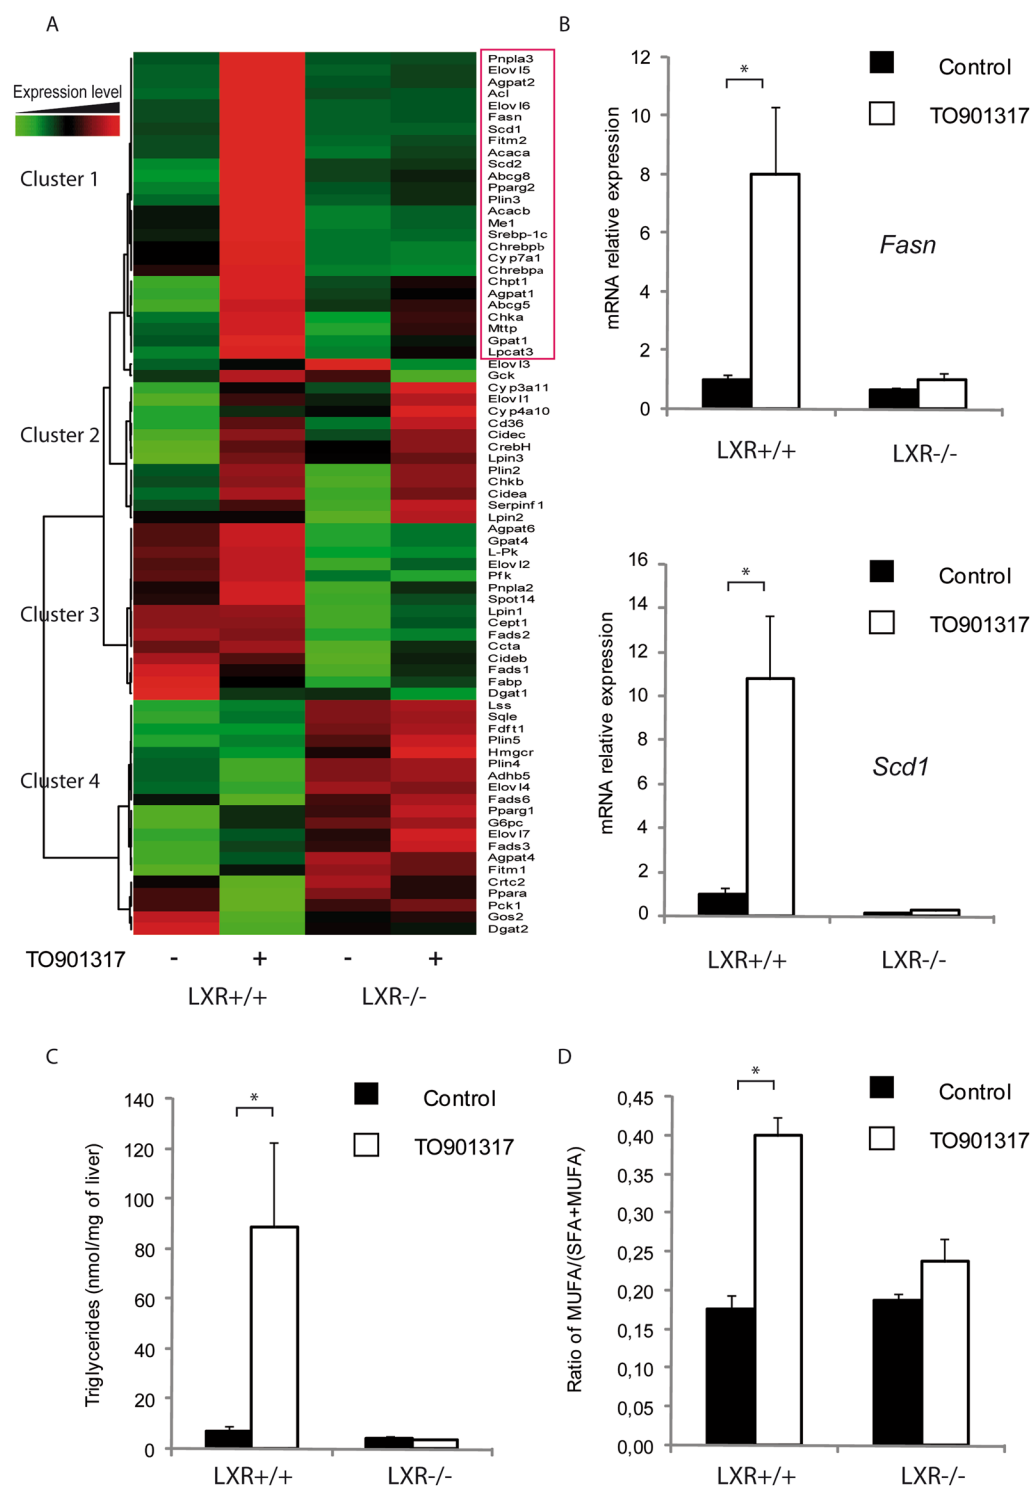 A
Expression level
Cluster 1
Cluster 2
Cluster 3
Cluster 4
Pnpla3
Elovl5
Agpat2
Acl
Elovl6
Fasn
Scd1
Fitm2
Acaca
Scd2
Abcg8
Pparg2
Plin3
Acacb
Me1
Srebp-1c
Chrebpb
Cyp7a1
Chrebpa
Chpt1
Agpat1
Abcg5
Chka
Mttp
Gpat1
Lpcat3
Elovl3
Gck
Cyp3a11
Elovl1
Cyp4a10
Cd36
Cidec
CrebH
Lpin3
Plin2
Chkb
Cidea
Serpinf1
Lpin2
Agpat6
Gpat4
L-Pk
Elovl2
Pfk
Pnpla2
Spot14
Lpin1
Cept1
Fads2
Ccta
Cideb
Fads1
Fabp
Dgat1
Lss
Sqle
Fdft1
Plin5
Hmgcr
Plin4
Adhb5
Elovl4
Fads6
Pparg1
G6pc
Elovl7
Fads3
Agpat4
Fitm1
Crtc2
Ppara
Pck1
Gos2
Dgat2
TO901317 - + - +
LXR+/+ LXR-/-
B
mRNA relative expression
12
10
8
6
4
2
0
*
Control
TO901317
Fasn
LXR+/+ LXR-/-
mRNA relative expression
16
14
12
10
8
6
4
2
0
*
Control
TO901317
Scd1
LXR+/+ LXR-/-
C
Triglycerides (nmol/mg of liver)
140
120
100
80
60
40
20
0
*
Control
TO901317
LXR+/+ LXR-/-
D
Ratio of MUFA/(SFA+MUFA)
0,45
0,40
0,35
0,30
0,25
0,20
0,15
0,10
0,05
0,00
*
Control
TO901317
LXR+/+ LXR-/-